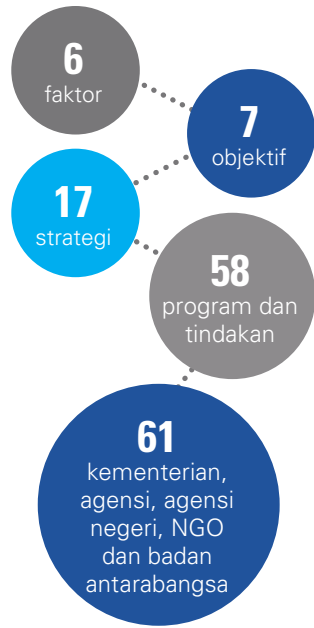 6
faktor
7
objektif
17
strategi
58
program dan
tindakan
61
kementerian,
agensi, agensi
negeri, NGO
dan badan
antarabangsa